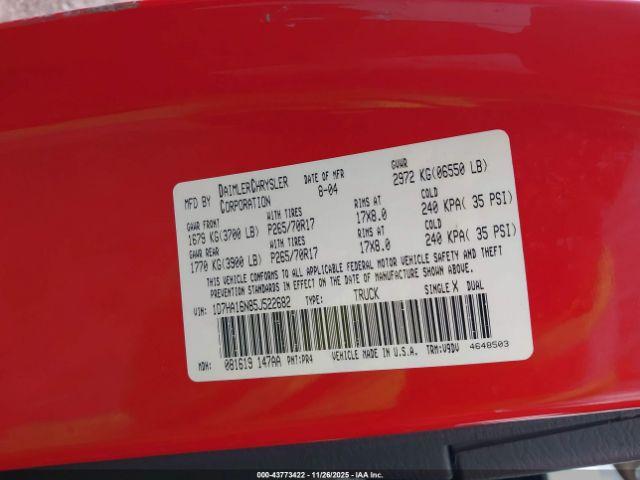 MFD BY DAIMLERCHRYSLER CORPORATION DATE OF MFR 8-04 GVWR 2972 KG(06550 LB)
GAWR FRONT WITH TIRES RIMS AT COLD
1679 KG(3700 LB) P265/70R17 17X8.0 240 KPA( 35 PSI)
GAWR REAR WITH TIRES RIMS AT COLD
1770 KG(3900 LB) P265/70R17 17X8.0 240 KPA( 35 PSI)
THIS VEHICLE CONFORMS TO ALL APPLICABLE FEDERAL MOTOR VEHICLE SAFETY AND THEFT
PREVENTION STANDARDS IN EFFECT ON THE DATE OF MANUFACTURE SHOWN ABOVE.
VIN: 1D7HA16N85J522682 TYPE: TRUCK SINGLE X DUAL
MDH: 081619 147AA PNT:PR4 VEHICLE MADE IN U.S.A. TRM:V9DV 4648503
000-43773422 - 11/26/2025 - IAA Inc.